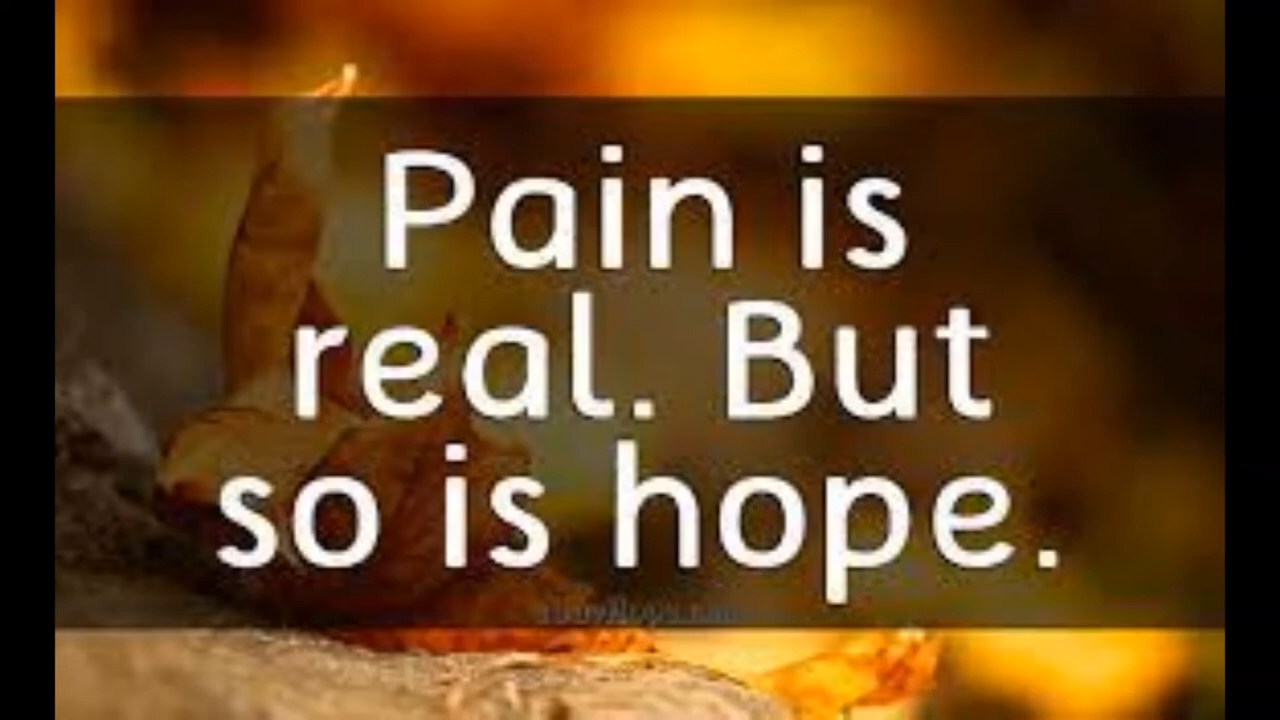 Pain is
real. But
so is hope.